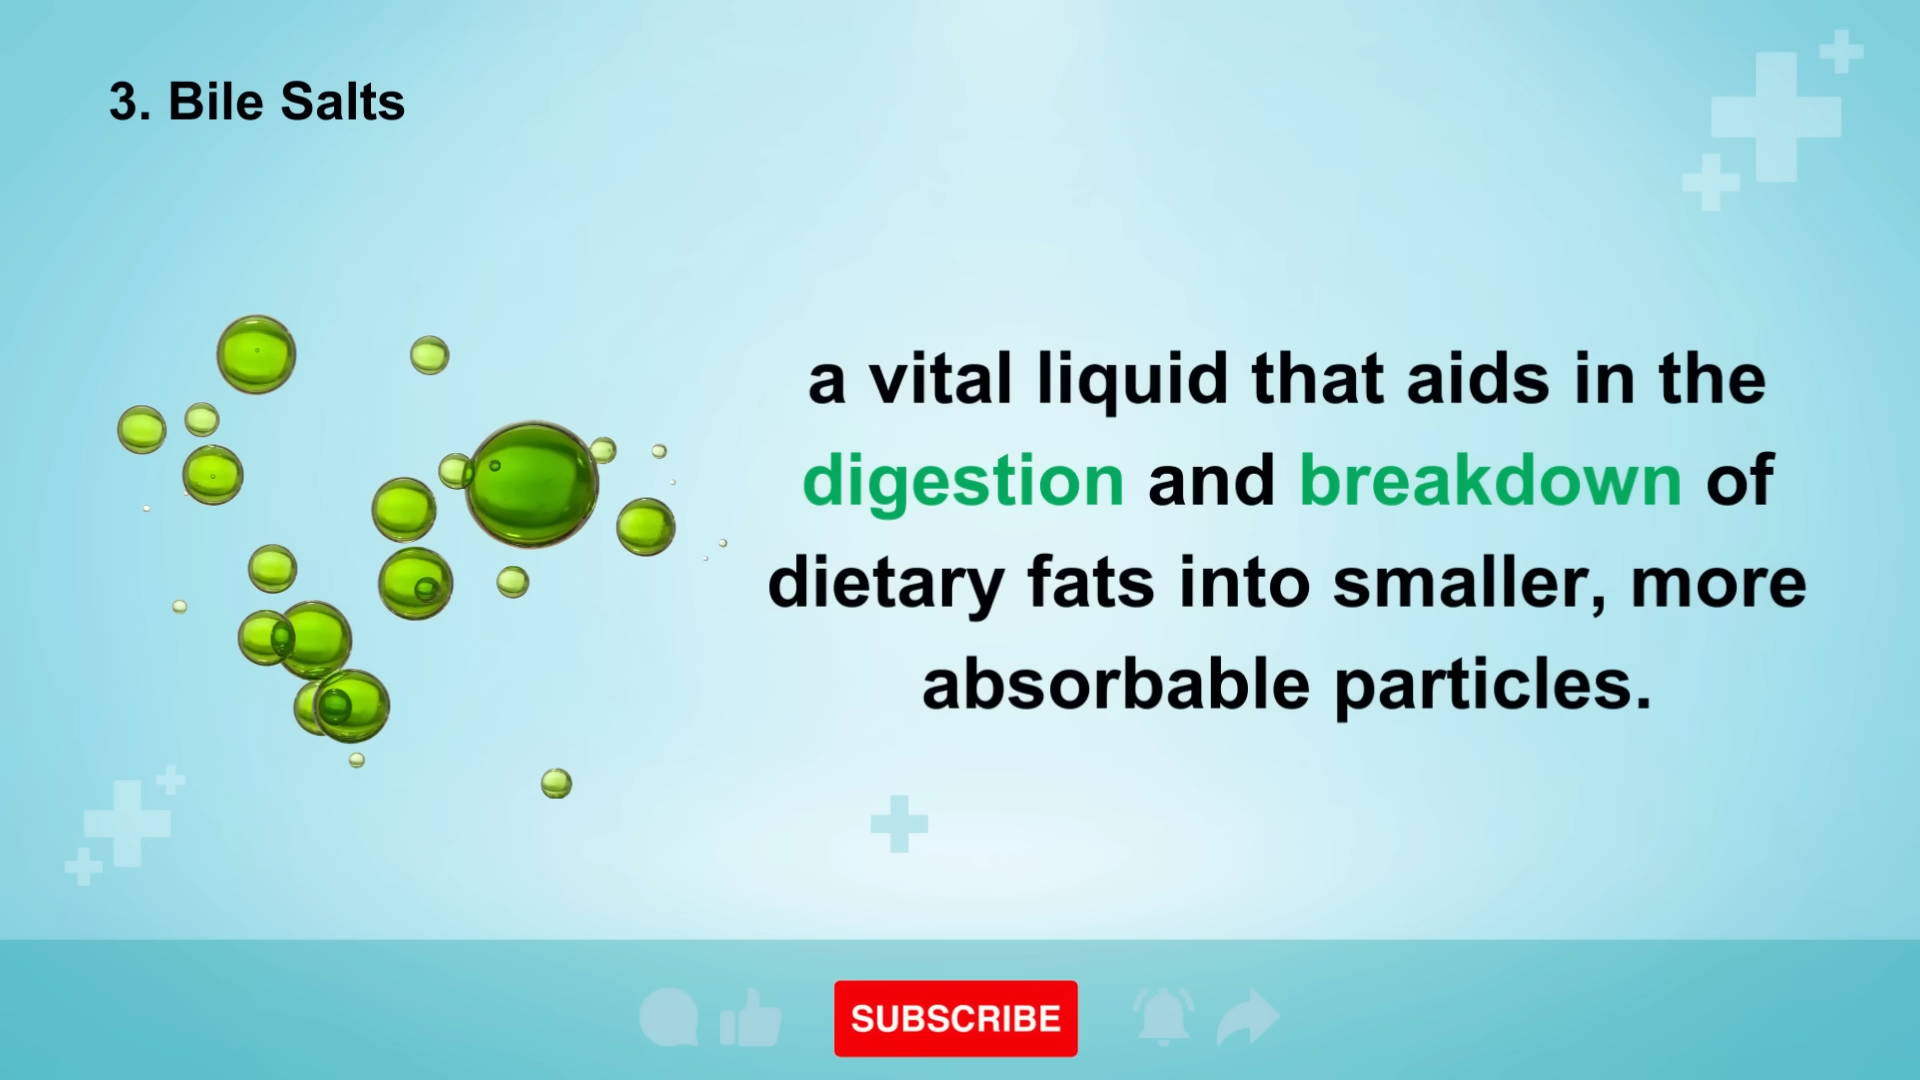 3. Bile Salts
a vital liquid that aids in the
digestion and breakdown of
dietary fats into smaller, more
absorbable particles.
SUBSCRIBE